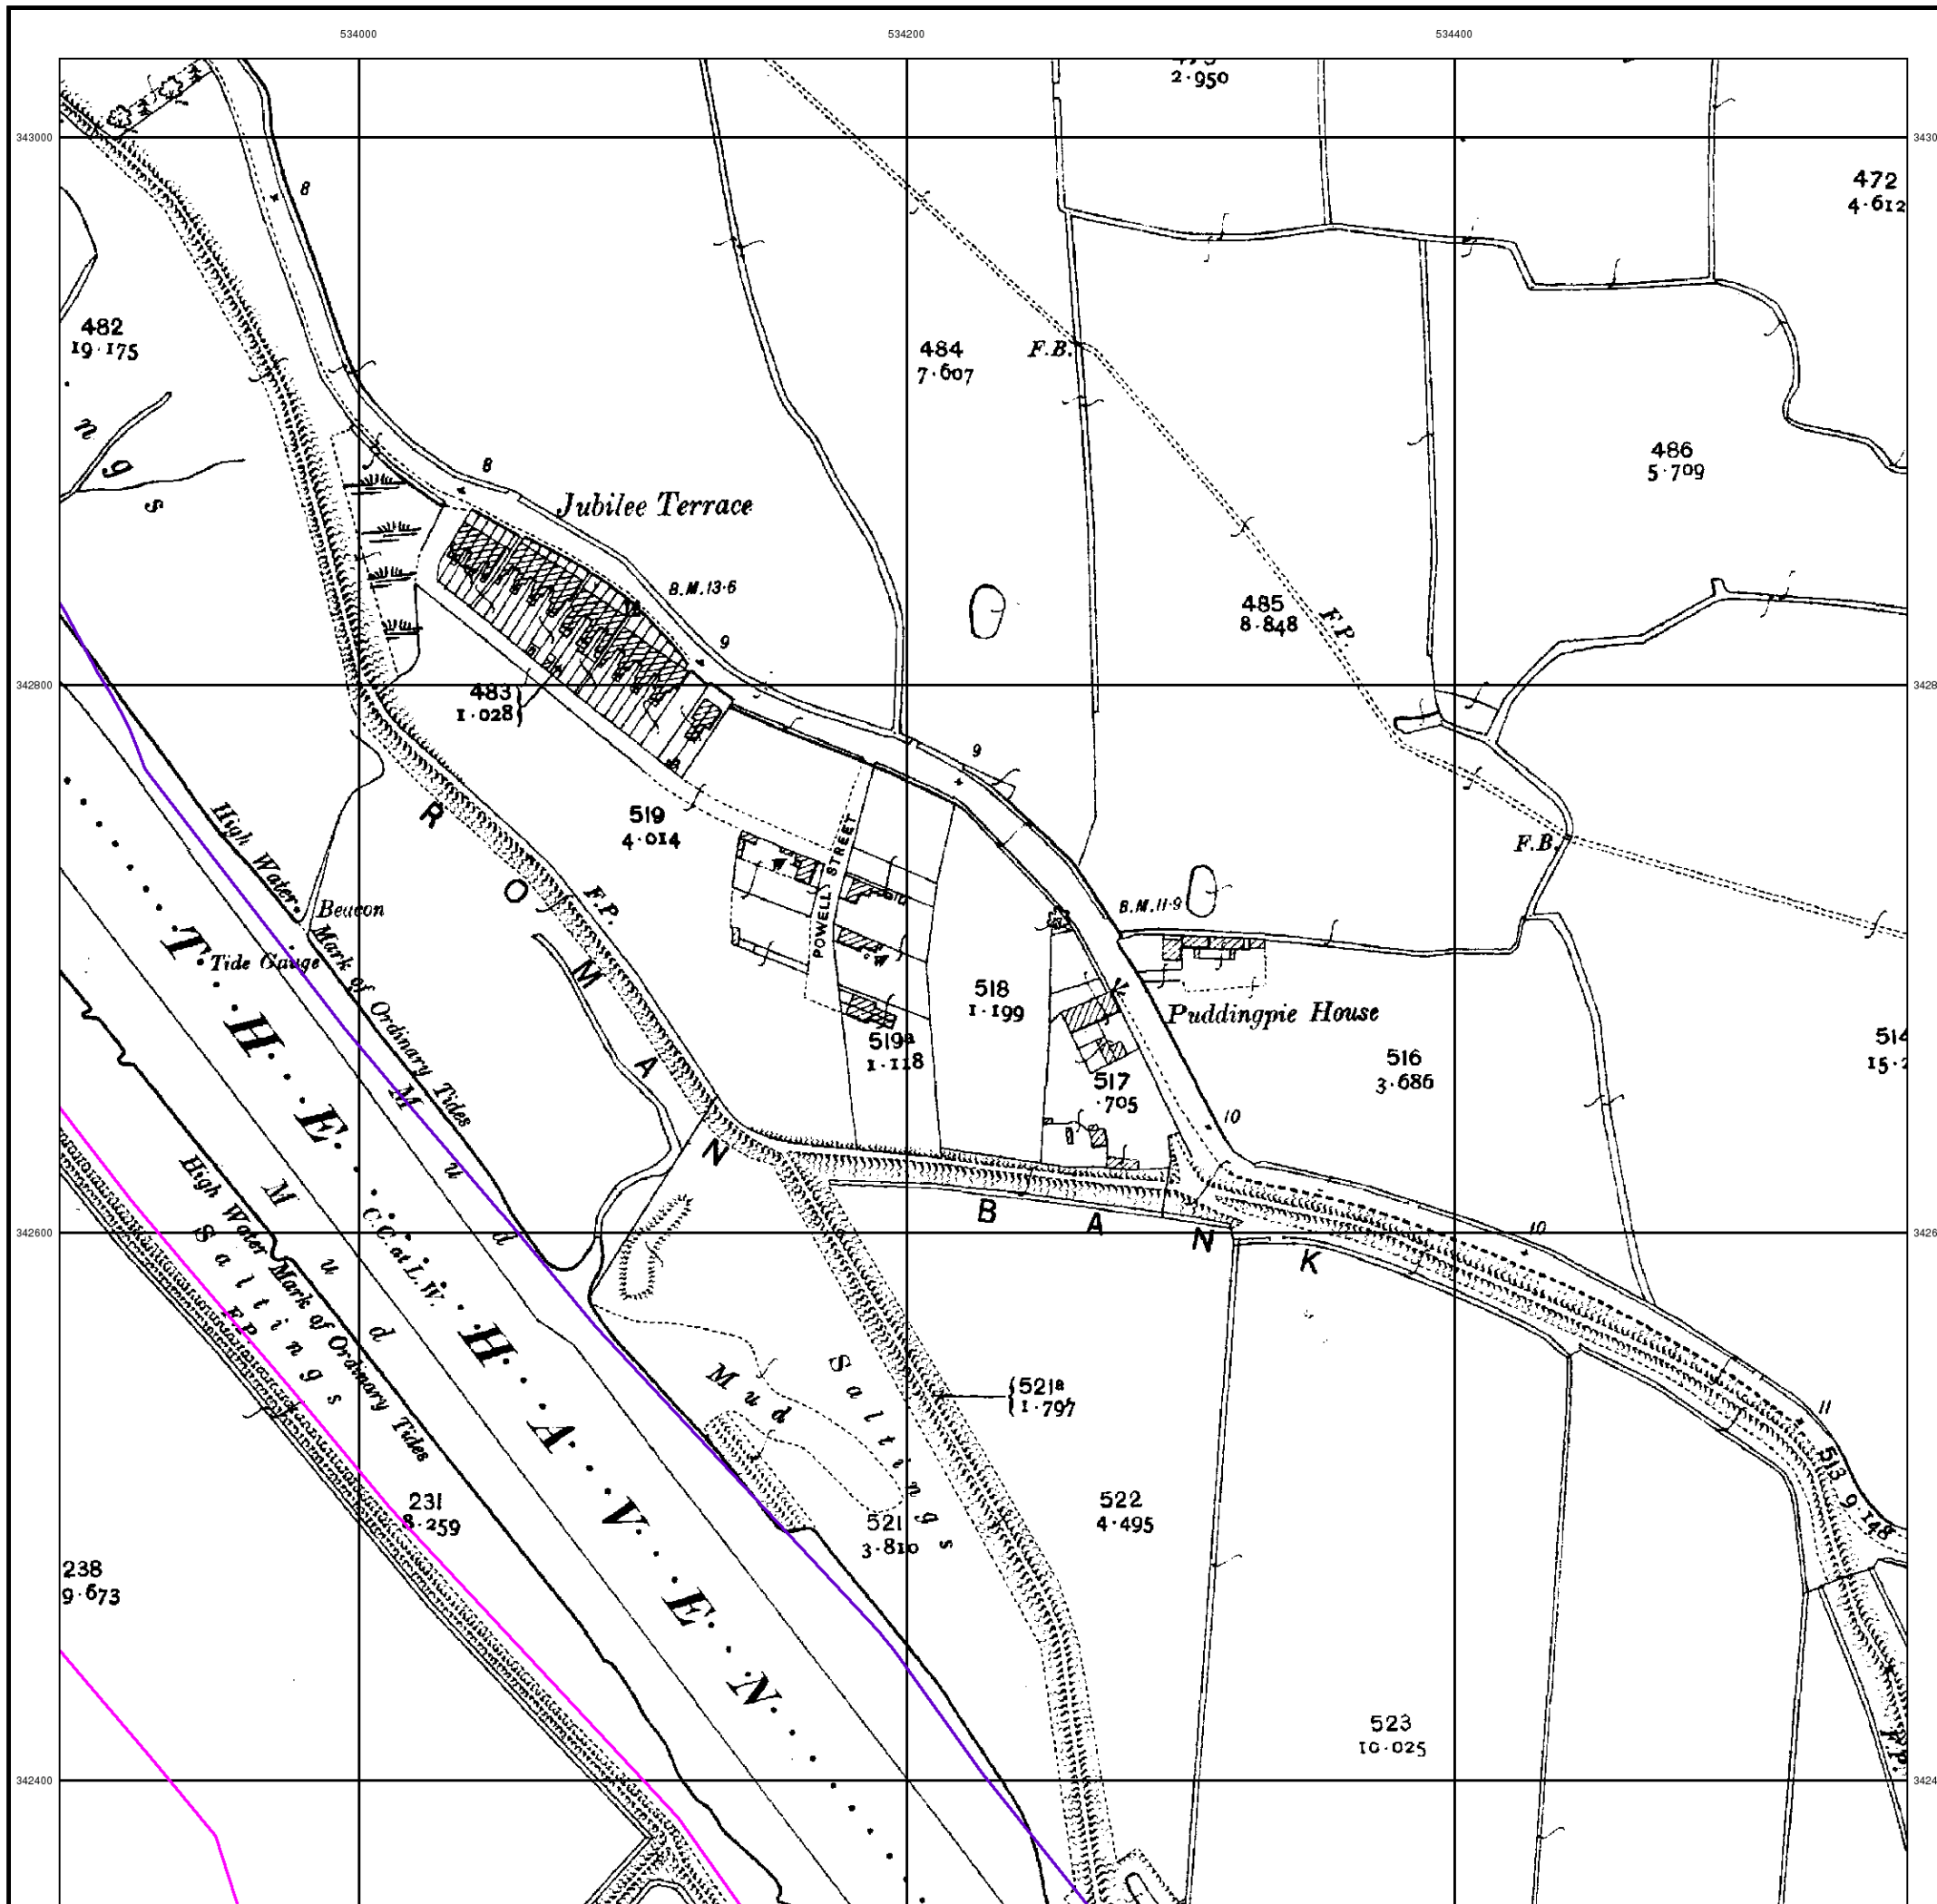 534000
534200
534400
2·950
343000
472
4·612
8
482
19·175
484
7·607
F.B.
n g s
486
5·709
8
Jubilee Terrace
B.M. 13·6
485
8·848
F.P.
9
342800
483
1·028
9
R O M A N B A N K
519
4·014
POWELL STREET
F.B.
High Water Mark of Ordinary Tides
F.P.
Beacon
B.M. 11·9
Tide Gauge
T H E H A V E N
518
1·199
Puddingpie House
519a
1·118
516
3·686
514
517
·705
10
M u d
High Water Mark of Ordinary Tides
M u d
C.C. at L.W.
342600
10
S a l t i n g s
F.P.
M u d
S a l t i n g s
521a
1·797
11
513
9·148
231
8·259
522
4·495
521
3·810
238
9·673
523
10·025
F.P.
342400